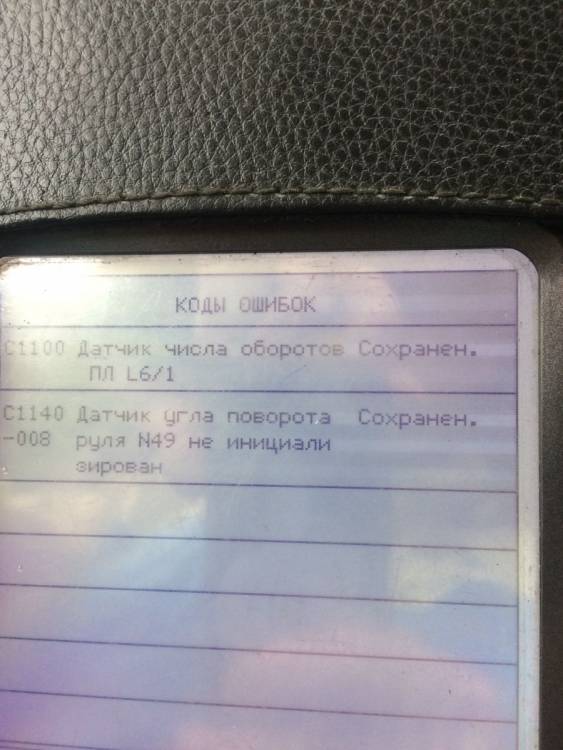 КОДЫ ОШИБОК
C1100 Датчик числа оборотов Сохранен.
ПЛ L6/1
C1140 Датчик угла поворота Сохранен.
-008 руля N49 не инициали
зирован